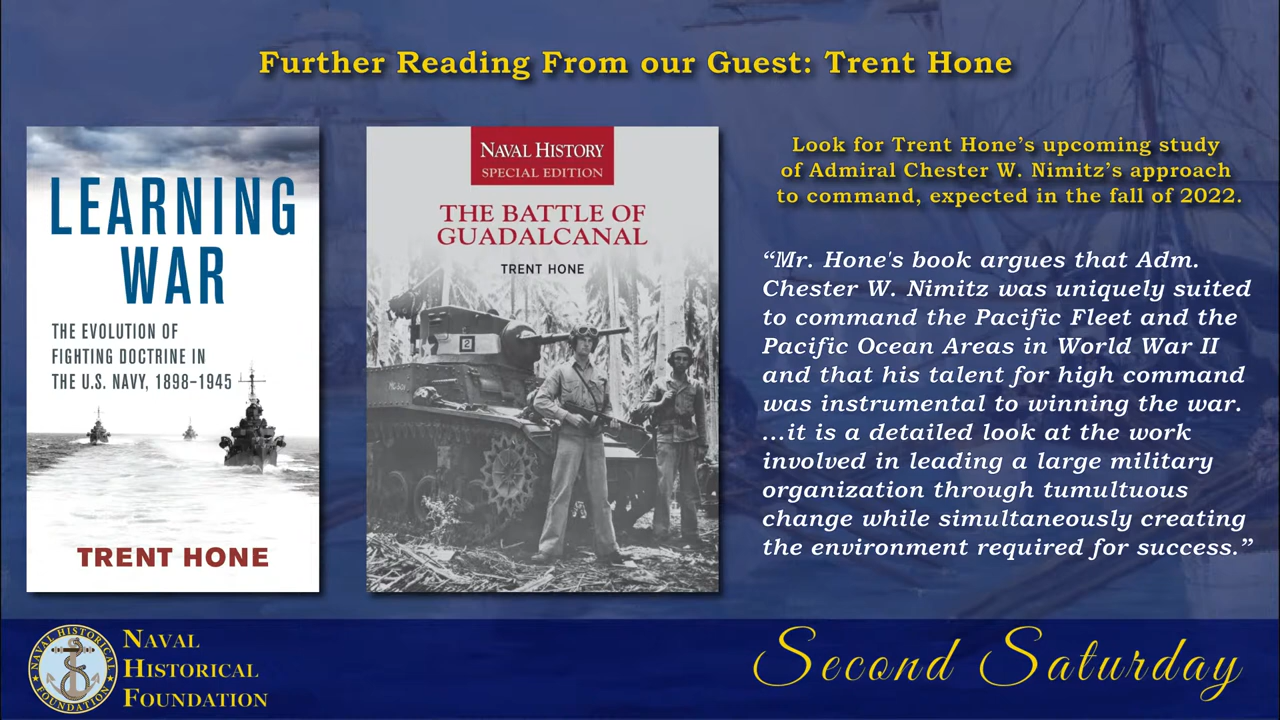 Further Reading From our Guest: Trent Hone
LEARNING
WAR
THE EVOLUTION OF
FIGHTING DOCTRINE IN
THE U.S. NAVY, 1898–1945
TRENT HONE
NAVAL HISTORY
SPECIAL EDITION
THE BATTLE OF
GUADALCANAL
TRENT HONE
2
Look for Trent Hone’s upcoming study
of Admiral Chester W. Nimitz’s approach
to command, expected in the fall of 2022.
“Mr. Hone's book argues that Adm.
Chester W. Nimitz was uniquely suited
to command the Pacific Fleet and the
Pacific Ocean Areas in World War II
and that his talent for high command
was instrumental to winning the war.
...it is a detailed look at the work
involved in leading a large military
organization through tumultuous
change while simultaneously creating
the environment required for success.”
NAVAL HISTORICAL
FOUNDATION
NAVAL
HISTORICAL
FOUNDATION
Second Saturday